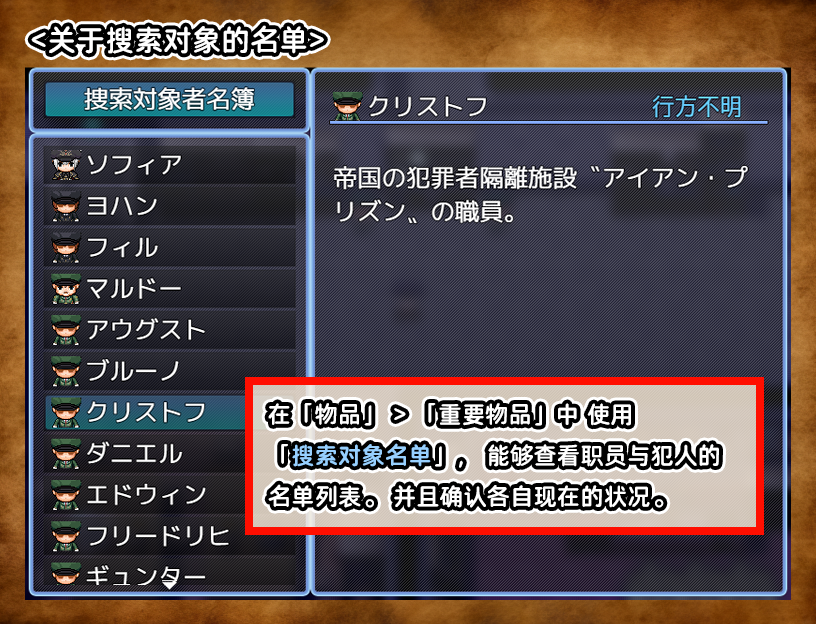 <关于搜索对象的名单>
搜索対象者名簿
ソフィア
ヨハン
フィル
マルドー
アウグスト
ブルーノ
クリストフ
ダニエル
エドウィン
フリードリヒ
ギュンター
クリストフ 行方不明
帝国の犯罪者隔離施設〝アイアン・プ
リズン〟の職員。
在「物品」>「重要物品」中 使用
「搜索对象名单」，能够查看职员与犯人的
名单列表。并且确认各自现在的状况。